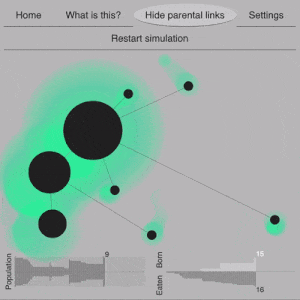 Home What is this? Hide parental links Settings
Restart simulation
Population
9
Eaten Born
15
16